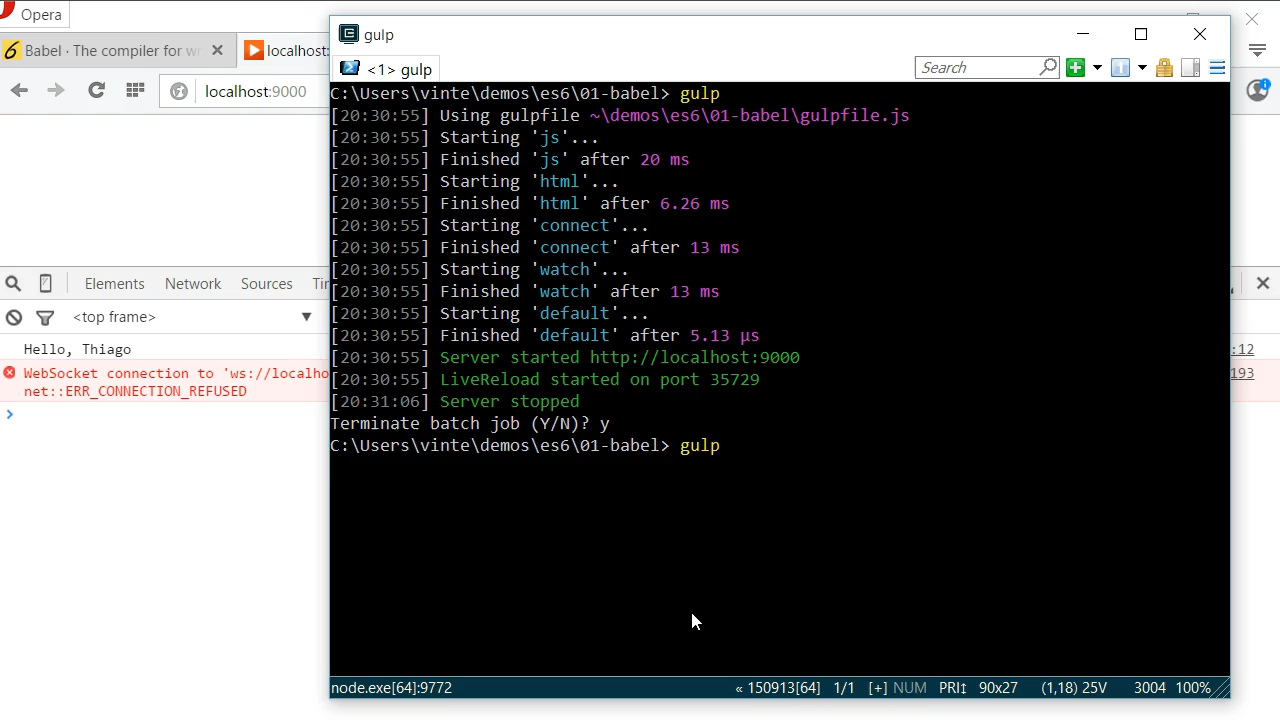 Opera
gulp
Babel · The compiler for wr
localhost:
<1> gulp
Search
localhost:9000
C:\Users\vinte\demos\es6\01-babel> gulp
[20:30:55] Using gulpfile ~\demos\es6\01-babel\gulpfile.js
[20:30:55] Starting 'js'...
[20:30:55] Finished 'js' after 20 ms
[20:30:55] Starting 'html'...
[20:30:55] Finished 'html' after 6.26 ms
[20:30:55] Starting 'connect'...
[20:30:55] Finished 'connect' after 13 ms
[20:30:55] Starting 'watch'...
[20:30:55] Finished 'watch' after 13 ms
[20:30:55] Starting 'default'...
[20:30:55] Finished 'default' after 5.13 μs
[20:30:55] Server started http://localhost:9000
[20:30:55] LiveReload started on port 35729
[20:31:06] Server stopped
Terminate batch job (Y/N)? y
C:\Users\vinte\demos\es6\01-babel> gulp
Elements Network Sources Tir
<top frame>
Hello, Thiago
:12
WebSocket connection to 'ws://localho
193
net::ERR_CONNECTION_REFUSED
node.exe[64]:9772
« 150913[64] 1/1 [+] NUM PRI↕ 90x27 (1,18) 25V 3004 100%